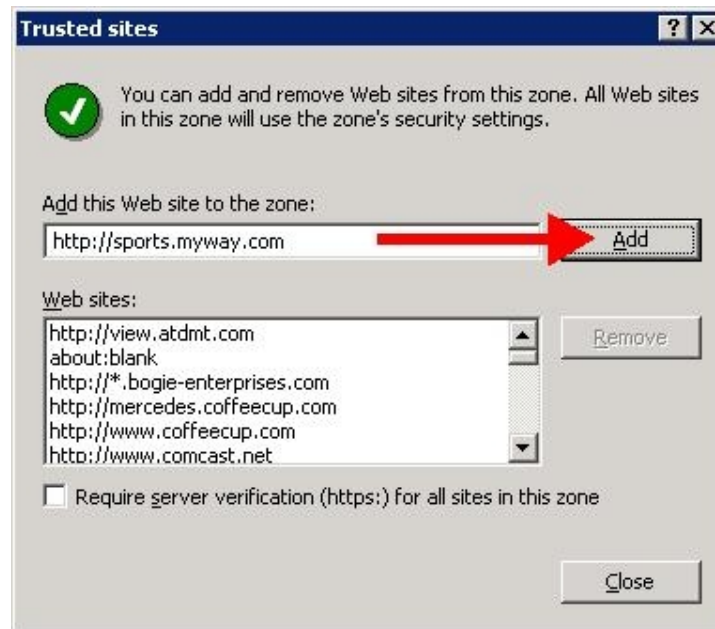 Trusted sites
You can add and remove Web sites from this zone. All Web sites
in this zone will use the zone's security settings.
Add this Web site to the zone:
http://sports.myway.com
Add
Web sites:
http://view.atdmt.com
about:blank
http://*.bogie-enterprises.com
http://mercedes.coffeecup.com
http://www.coffeecup.com
http://www.comcast.net
Remove
Require server verification (https:) for all sites in this zone
Close